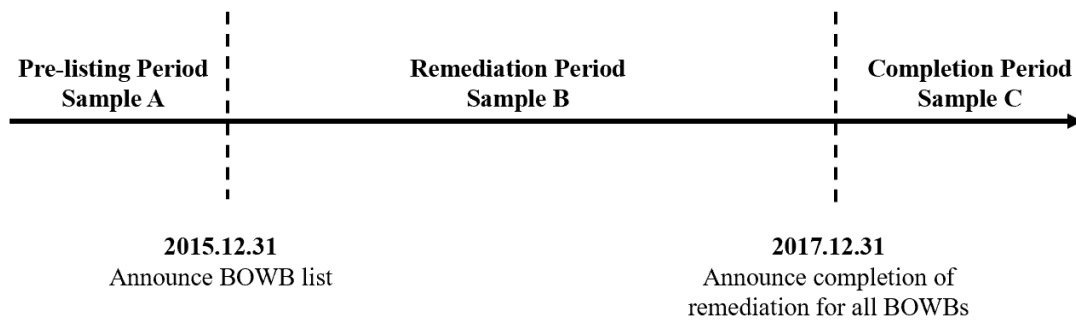 Pre-listing Period
Sample A
Remediation Period
Sample B
Completion Period
Sample C
2015.12.31
Announce BOWB list
2017.12.31
Announce completion of
remediation for all BOWBs